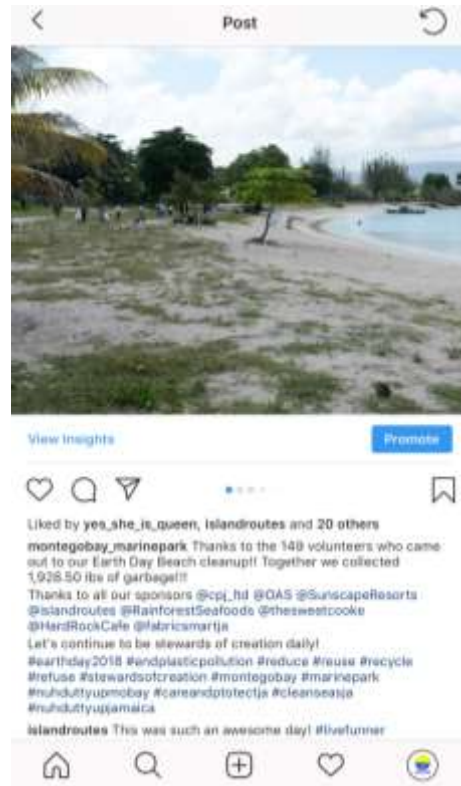 Post
View Insights
Promote
Liked by yes_she_is_queen, islandroutes and 20 others
montegobay_marinepark Thanks to the 149 volunteers who came
out to our Earth Day Beach cleanup!! Together we collected
1,928.50 lbs of garbage!!!
Thanks to all our sponsors @cpj_ltd @OAS @SunscapeResorts
@islandroutes @RainforestSeafoods @thesweetcooke
@HardRockCafe @fabricsmartja
Let's continue to be stewards of creation daily!
#earthday2018 #endplasticpollution #reduce #reuse #recycle
#refuse #stewardsofcreation #montegobay #marinepark
#nuhduttyupmobay #careandptotectja #cleanseasja
#nuhduttyupjamaica
islandroutes This was such an awesome day! #livefunner